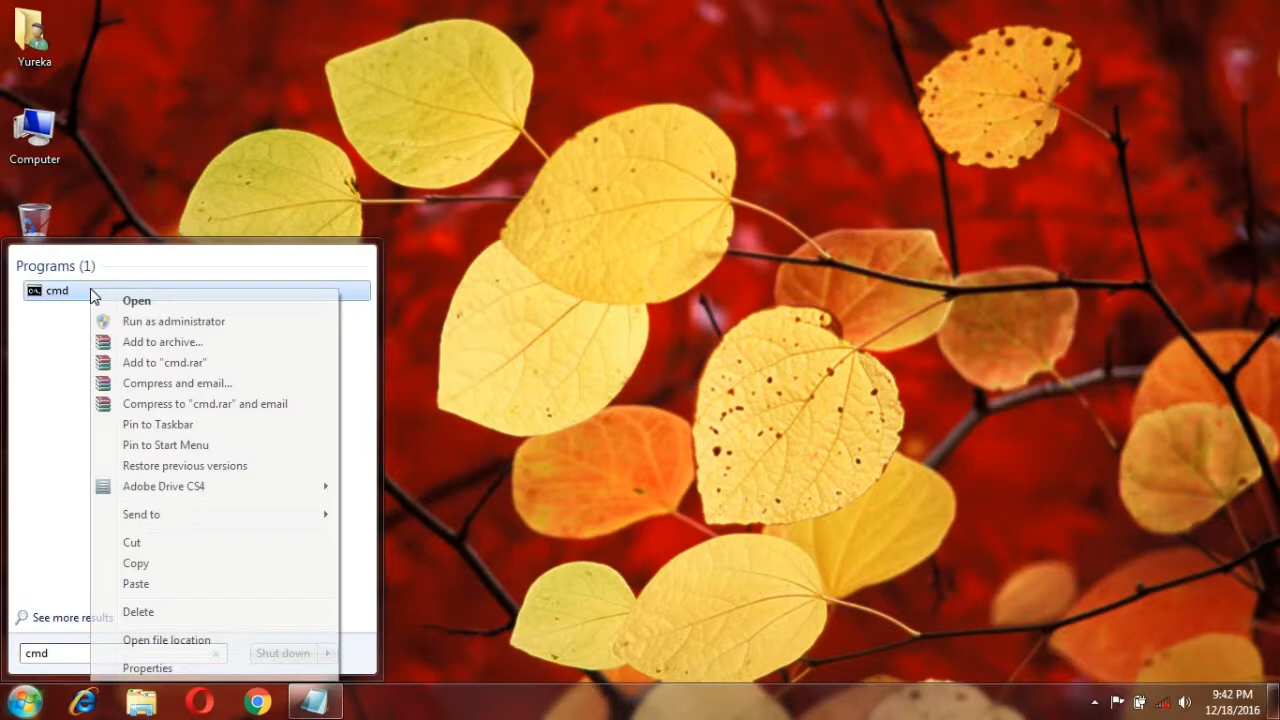 Yureka
Computer
Programs (1)
cmd
Open
Run as administrator
Add to archive...
Add to "cmd.rar"
Compress and email...
Compress to "cmd.rar" and email
Pin to Taskbar
Pin to Start Menu
Restore previous versions
Adobe Drive CS4
Send to
Cut
Copy
Paste
Delete
Open file location
Properties
See more results
cmd
Shut down
9:42 PM
12/18/2016